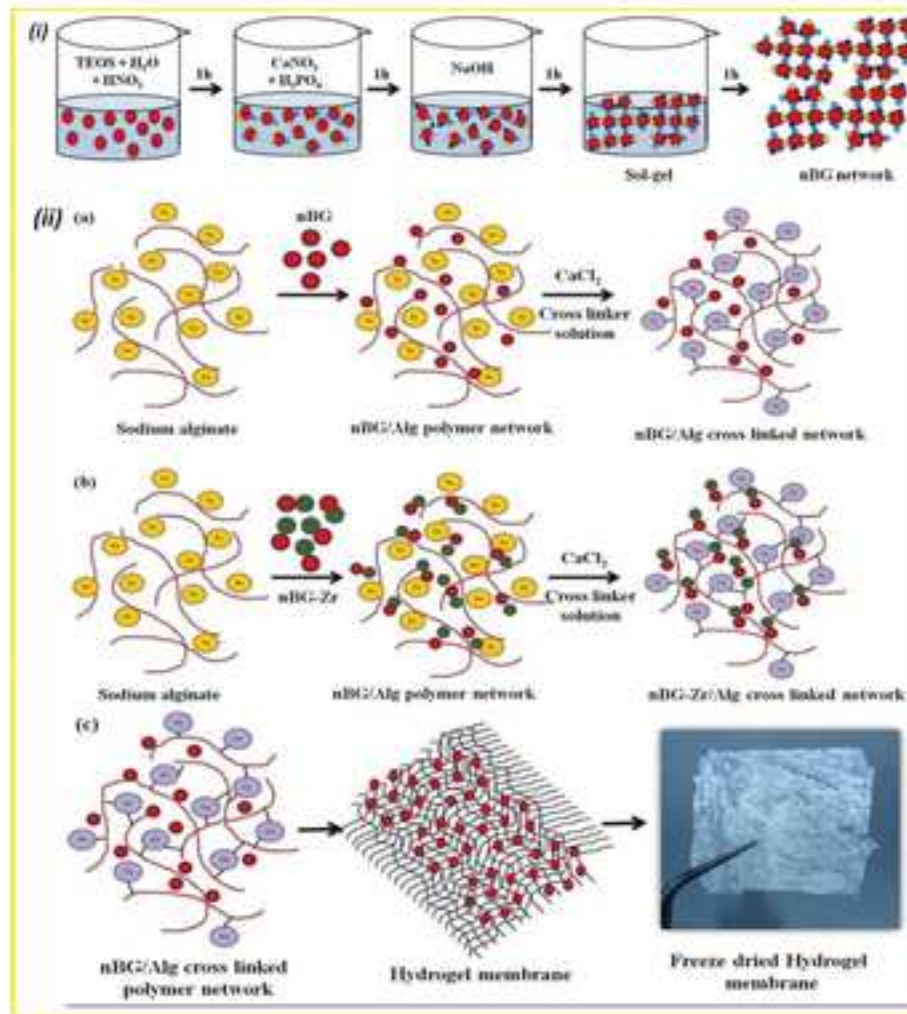 (i)
TEOS + H₂O
+ HNO₃
1h
CaNO₃
+ H₃PO₄
1h
NaOH
1h
1h
Sol-gel
nBG network
(ii)
(a)
nBG
CaCl₂
Cross linker
solution
Sodium alginate
nBG/Alg polymer network
nBG/Alg cross linked network
(b)
nBG-Zr
CaCl₂
Cross linker
solution
Sodium alginate
nBG/Alg polymer network
nBG-Zr/Alg cross linked network
(c)
nBG/Alg cross linked
polymer network
Hydrogel membrane
Freeze dried Hydrogel
membrane